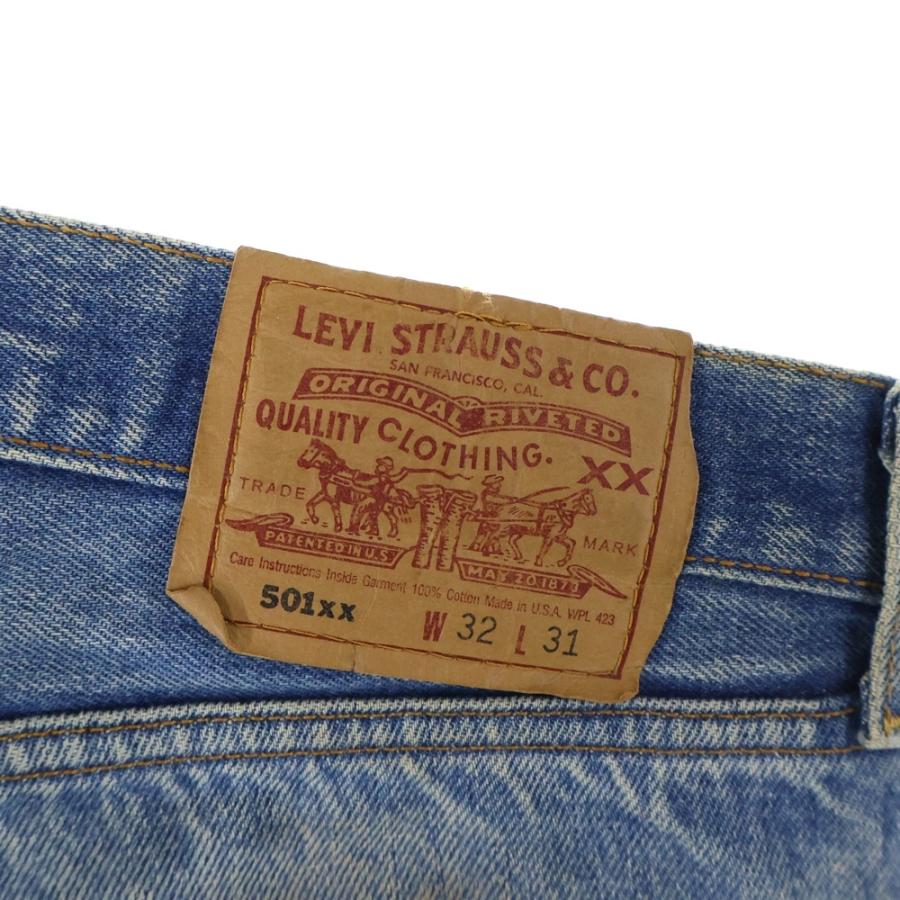 LEVI STRAUSS & CO.
SAN FRANCISCO, CAL.
ORIGINAL RIVETED
QUALITY CLOTHING.
XX
TRADE MARK
PATENTED IN U.S.
MAY 20, 1873
Care Instructions Inside Garment 100% Cotton Made in U.S.A. WPL 423
501xx
W 32 L 31